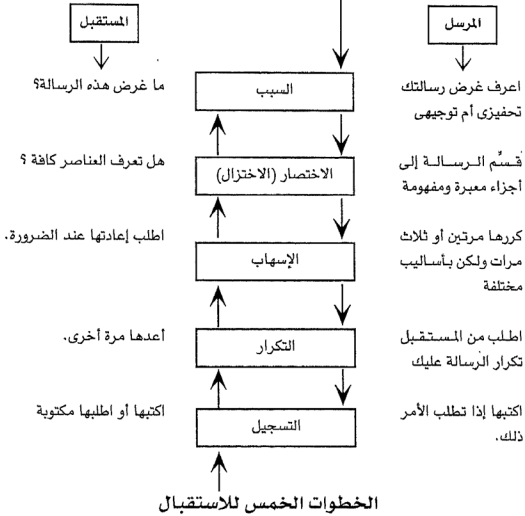 المرسل
المستقبل
اعرف غرض رسالتك
تحفيزى أم توجيهى
السبب
ما غرض هذه الرسالة؟
قسِّم الرسالة إلى
أجزاء معبرة ومفهومة
الاختصار (الاختزال)
هل تعرف العناصر كافة ؟
كررها مرتين أو ثلاث
مرات ولكن بأساليب
مختلفة
الإسهاب
اطلب إعادتها عند الضرورة.
اطلب من المستقبل
تكرار الرسالة عليك
التكرار
أعدها مرة أخرى.
اكتبها إذا تطلب الأمر
ذلك.
التسجيل
اكتبها أو اطلبها مكتوبة
الخطوات الخمس للاستقبال